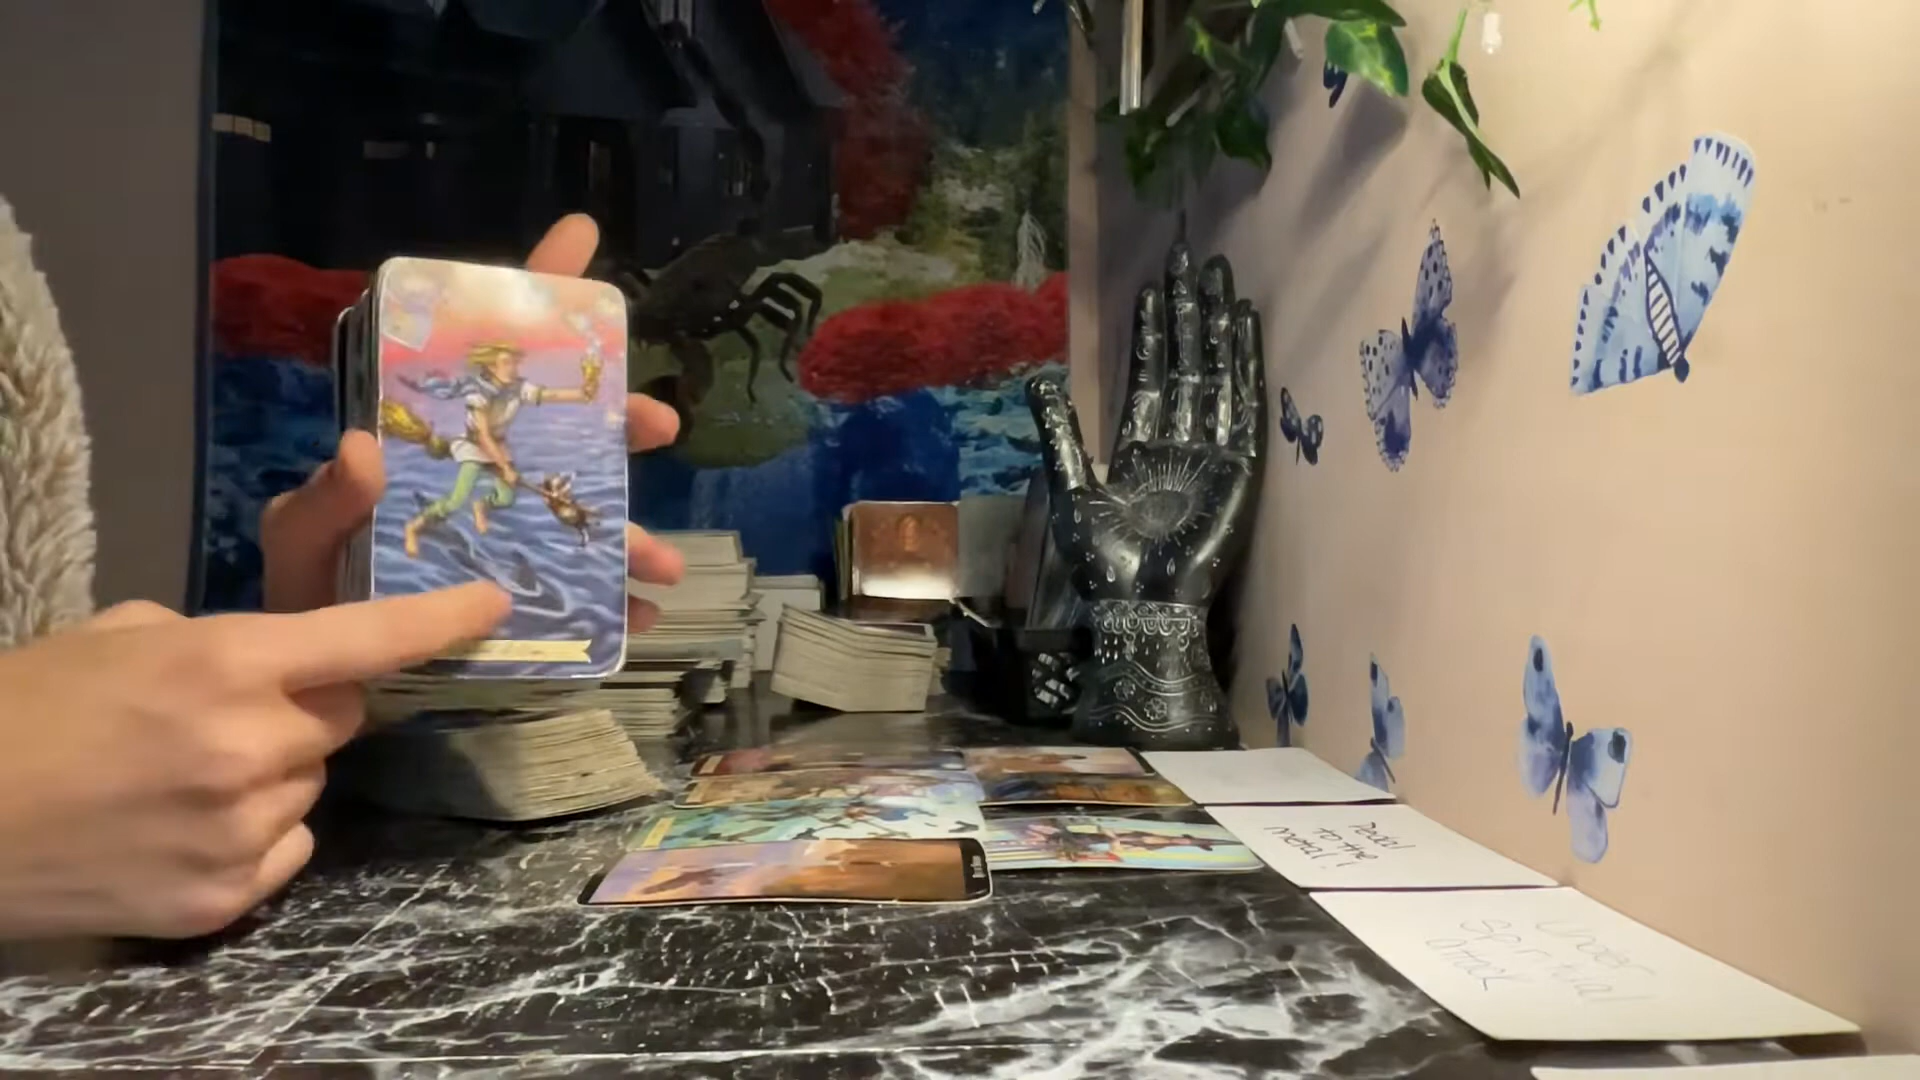 Pedal
to the
metal!!
Under
Spiritual
Attack